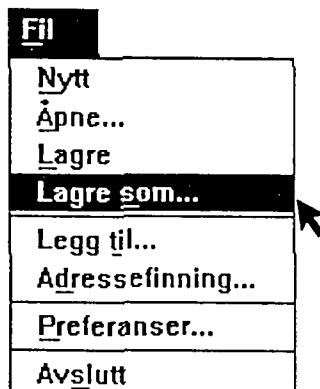 Fil
Nytt
Åpne...
Lagre
Lagre som...
Legg til...
Adressefinning...
Preferanser...
Avslutt